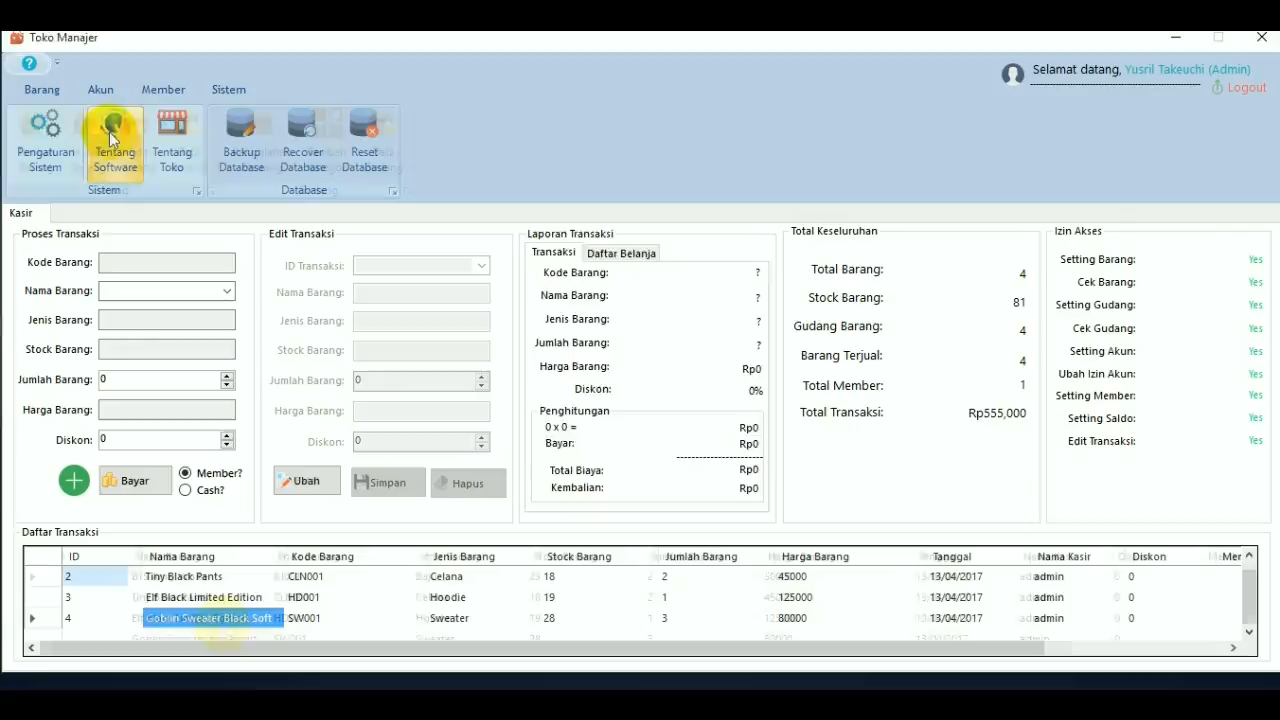 Toko Manajer
Selamat datang, Yusril Takeuchi (Admin)
Logout
Barang Akun Member Sistem
Pengaturan Sistem
Tentang Software
Tentang Toko
Backup Database
Recover Database
Reset Database
Sistem
Database
Kasir
Proses Transaksi
Kode Barang:
Nama Barang:
Jenis Barang:
Stock Barang:
Jumlah Barang: 0
Harga Barang:
Diskon: 0
Bayar
Member?
Cash?
Edit Transaksi
ID Transaksi:
Nama Barang:
Jenis Barang:
Stock Barang:
Jumlah Barang: 0
Harga Barang:
Diskon: 0
Ubah Simpan Hapus
Laporan Transaksi
Transaksi Daftar Belanja
Kode Barang: ?
Nama Barang: ?
Jenis Barang: ?
Jumlah Barang: ?
Harga Barang: Rp0
Diskon: 0%
Penghitungan
0 x 0 = Rp0
Bayar: Rp0
Total Biaya: Rp0
Kembalian: Rp0
Total Keseluruhan
Total Barang: 4
Stock Barang: 81
Gudang Barang: 4
Barang Terjual: 4
Total Member: 1
Total Transaksi: Rp555,000
Izin Akses
Setting Barang: Yes
Cek Barang: Yes
Setting Gudang: Yes
Cek Gudang: Yes
Setting Akun: Yes
Ubah Izin Akun: Yes
Setting Member: Yes
Setting Saldo: Yes
Edit Transaksi: Yes
Daftar Transaksi
ID Nama Barang Kode Barang Jenis Barang Stock Barang Jumlah Barang Harga Barang Tanggal Nama Kasir Diskon Mer
2 Tiny Black Pants CLN001 Celana 18 2 45000 13/04/2017 admin 0
3 Elf Black Limited Edition HD001 Hoodie 19 1 125000 13/04/2017 admin 0
4 Goblin Sweater Black Soft SW001 Sweater 28 3 80000 13/04/2017 admin 0